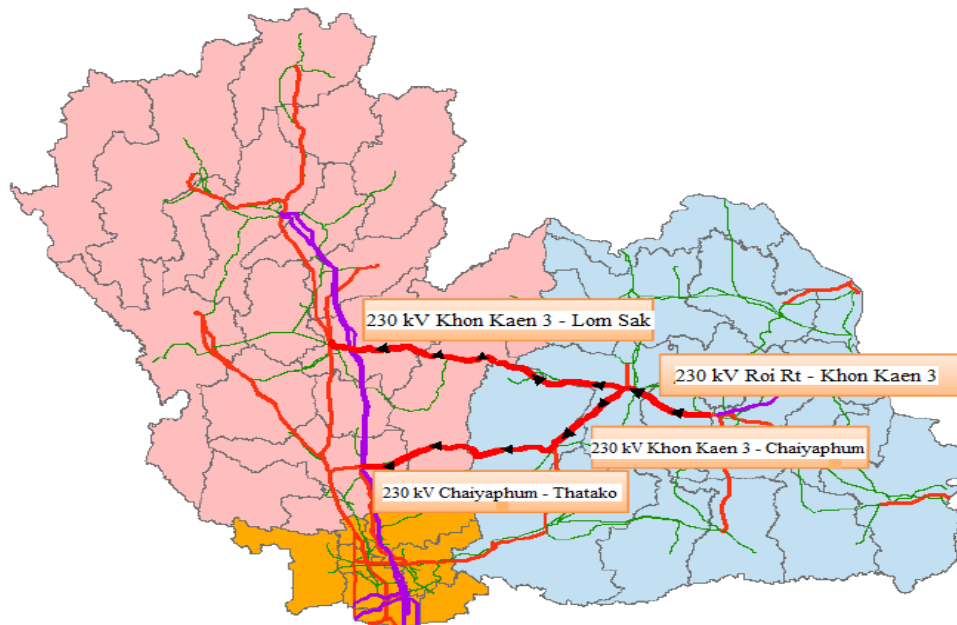 230 kV Khon Kaen 3 - Lom Sak
230 kV Roi Rt - Khon Kaen 3
230 kV Khon Kaen 3 - Chaiyaphum
230 kV Chaiyaphum - Thatako